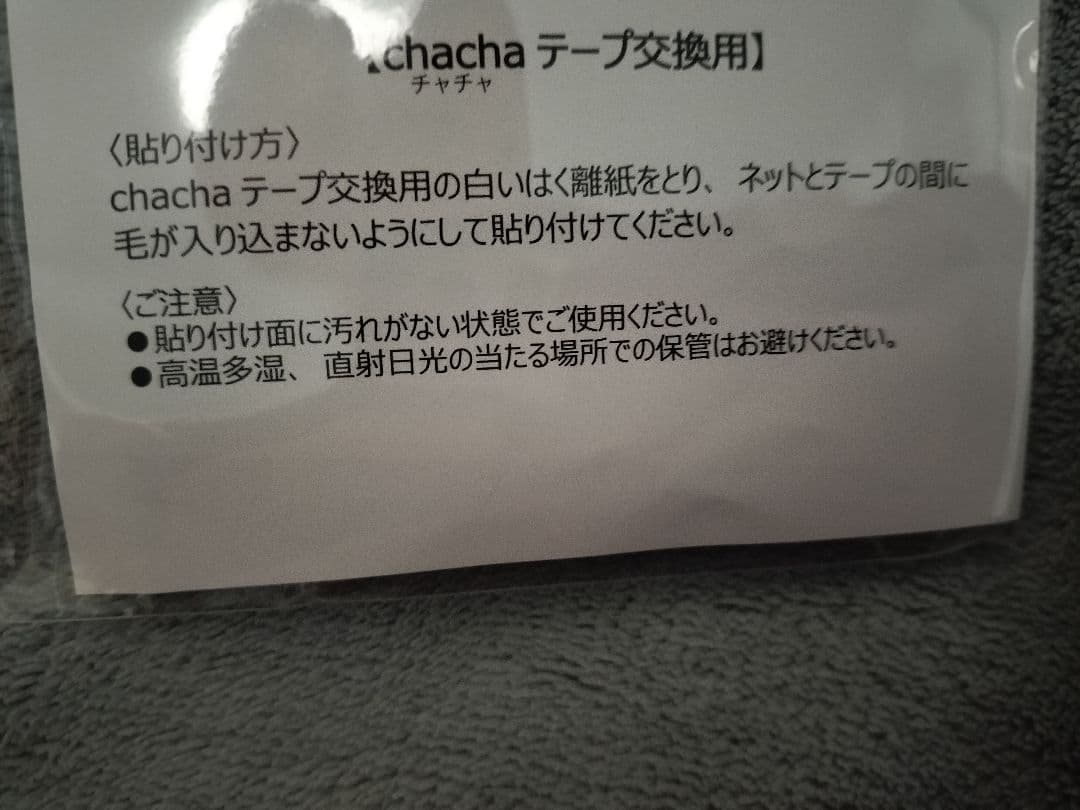 【chacha テープ交換用】
チャチャ
〈貼り付け方〉
chacha テープ交換用の白いはく離紙をとり、ネットとテープの間に
毛が入り込まないようにして貼り付けてください。
〈ご注意〉
●貼り付け面に汚れがない状態でご使用ください。
●高温多湿、直射日光の当たる場所での保管はお避けください。